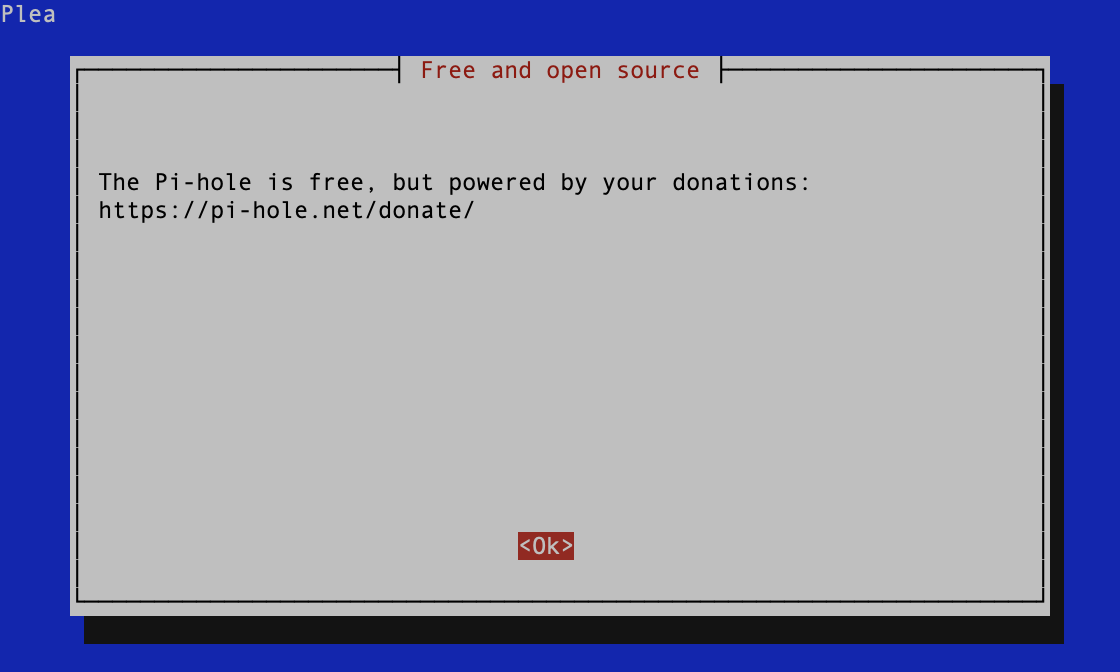 Plea
Free and open source
The Pi-hole is free, but powered by your donations:
https://pi-hole.net/donate/
<Ok>